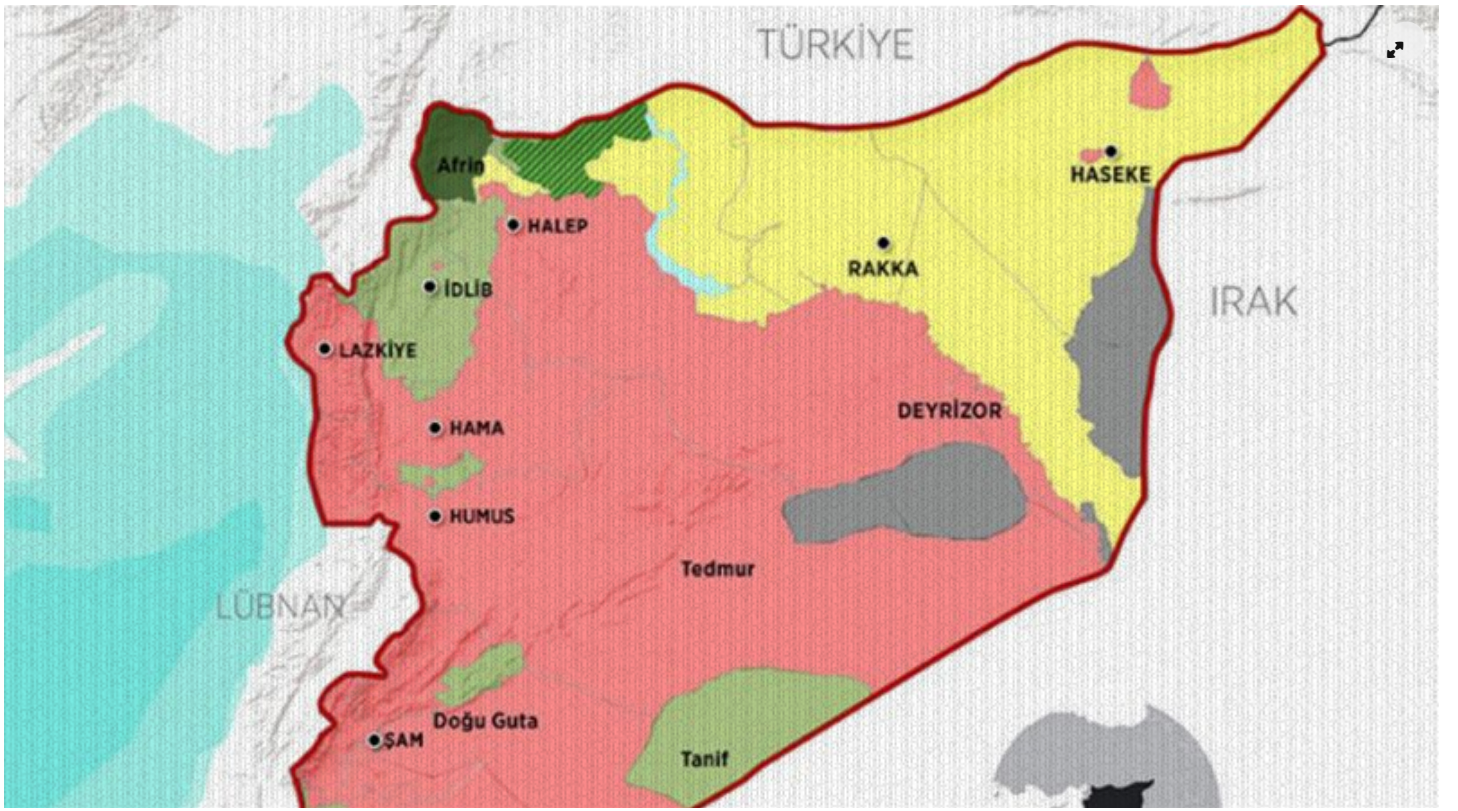 TÜRKİYE
Afrin
HASEKE
HALEP
RAKKA
İDLİB
IRAK
LAZKİYE
DEYRİZOR
HAMA
HUMUS
Tedmur
LÜBNAN
Doğu Guta
ŞAM
Tanif